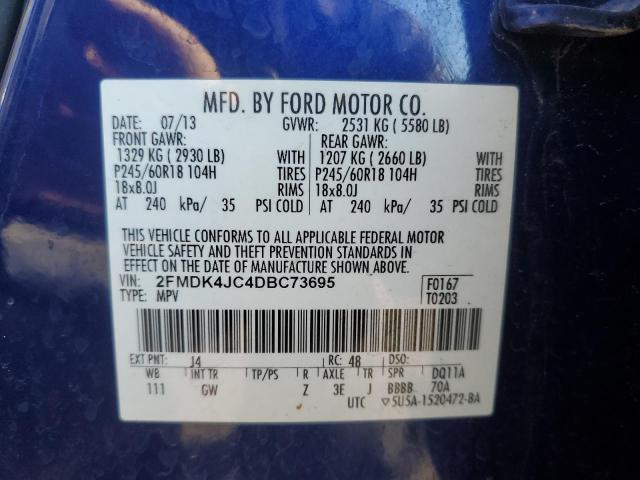 MFD. BY FORD MOTOR CO.
DATE: 07/13 GVWR: 2531 KG ( 5580 LB)
FRONT GAWR: REAR GAWR:
1329 KG ( 2930 LB) WITH 1207 KG ( 2660 LB) WITH
P245/60R18 104H TIRES P245/60R18 104H TIRES
18x8.0J RIMS 18x8.0J RIMS
AT 240 kPa/ 35 PSI COLD AT 240 kPa/ 35 PSI COLD
THIS VEHICLE CONFORMS TO ALL APPLICABLE FEDERAL MOTOR
VEHICLE SAFETY AND THEFT PREVENTION STANDARDS IN
EFFECT ON THE DATE OF MANUFACTURE SHOWN ABOVE.
VIN: 2FMDK4JC4DBC73695 F0167
TYPE: MPV T0203
EXT PNT: J4 RC: 48 DSO:
WB INT TR TP/PS R AXLE TR SPR DQ11A
111 GW Z 3E J BBBB 70A
UTC ▽5U5A-1520472-BA